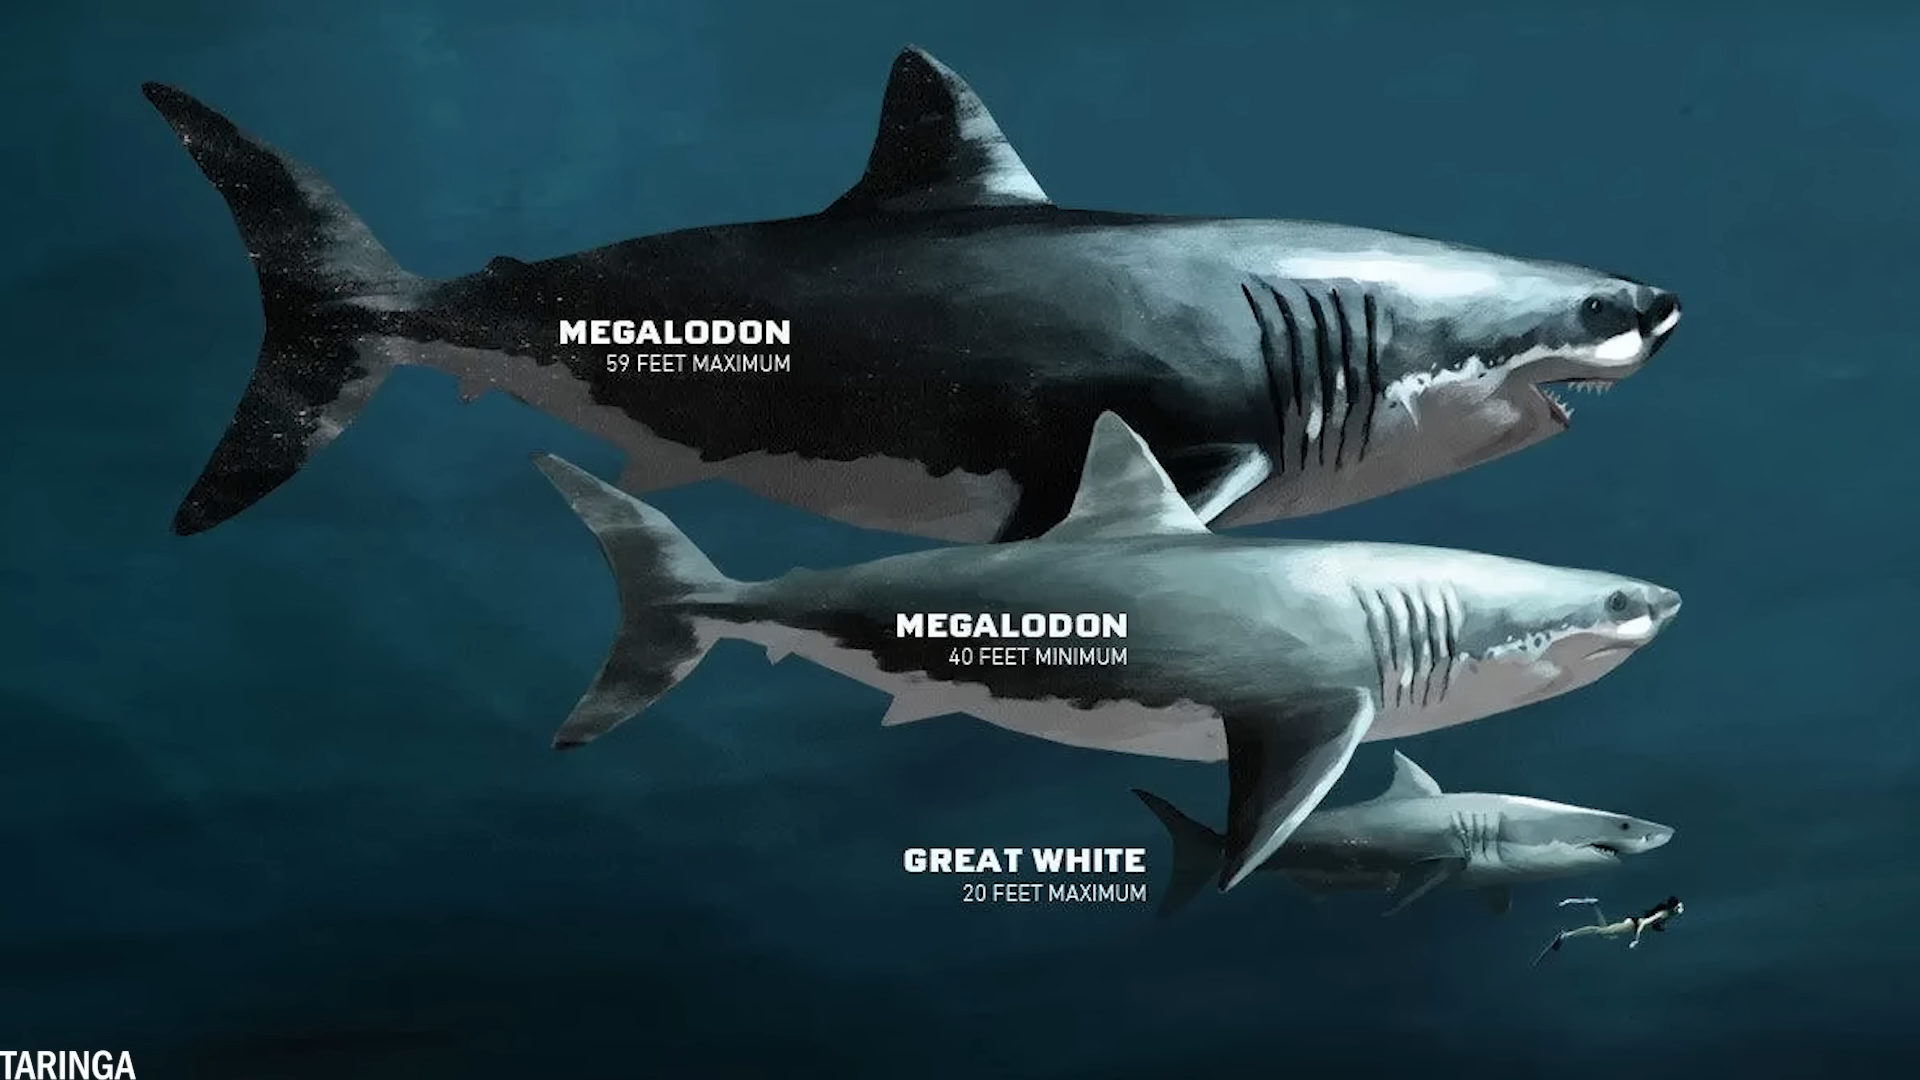 MEGALODON
59 FEET MAXIMUM
MEGALODON
40 FEET MINIMUM
GREAT WHITE
20 FEET MAXIMUM
TARINGA